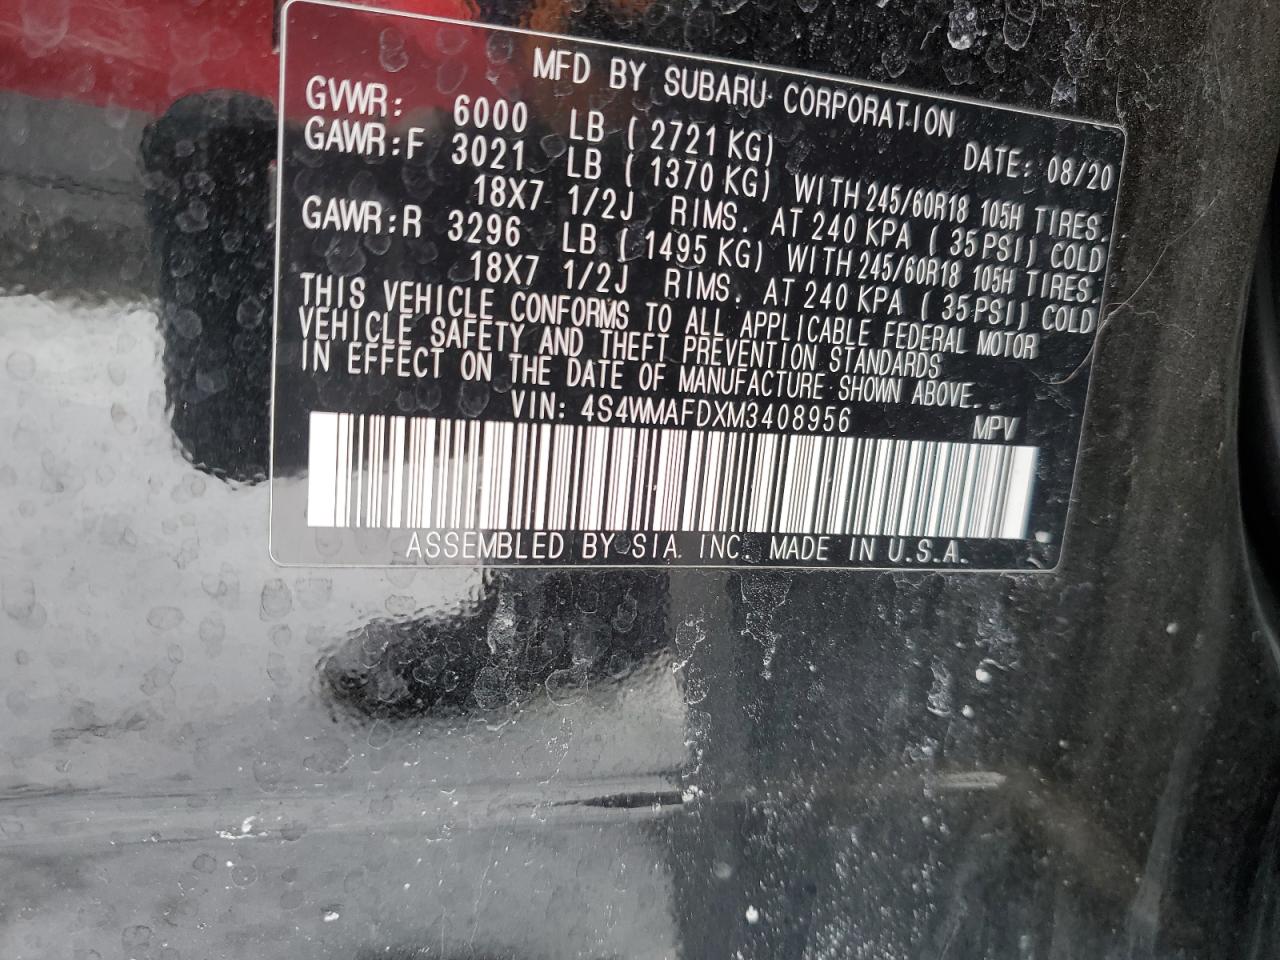 MFD BY SUBARU CORPORATION
GVWR: 6000 LB ( 2721 KG) DATE: 08/20
GAWR:F 3021 LB ( 1370 KG) WITH 245/60R18 105H TIRES.
18X7 1/2J RIMS. AT 240 KPA ( 35 PSI) COLD
GAWR:R 3296 LB ( 1495 KG) WITH 245/60R18 105H TIRES.
18X7 1/2J RIMS. AT 240 KPA ( 35 PSI) COLD
THIS VEHICLE CONFORMS TO ALL APPLICABLE FEDERAL MOTOR
VEHICLE SAFETY AND THEFT PREVENTION STANDARDS
IN EFFECT ON THE DATE OF MANUFACTURE SHOWN ABOVE.
VIN: 4S4WMAFDXM3408956 MPV
ASSEMBLED BY SIA INC. MADE IN U.S.A.